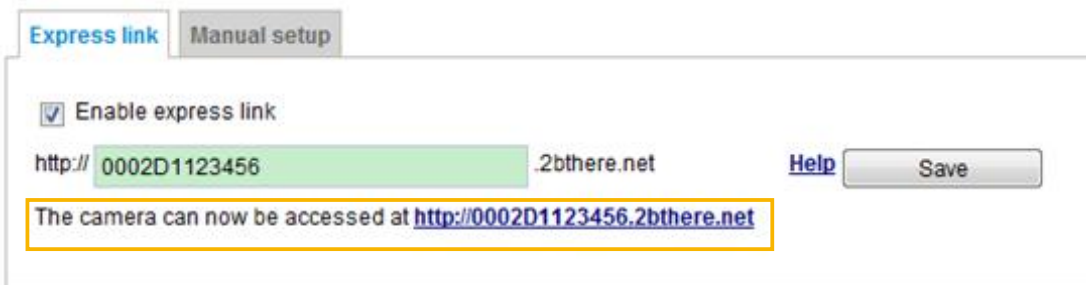 Express link Manual setup
Enable express link
http:// 0002D1123456 .2bthere.net Help Save
The camera can now be accessed at http://0002D1123456.2bthere.net